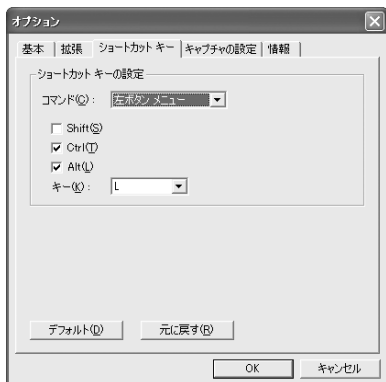 オプション
基本 拡張 ショートカット キー キャプチャの設定 情報
ショートカット キーの設定
コマンド(C): 左ボタン メニュー
Shift(S)
Ctrl(T)
Alt(L)
キー(K): L
デフォルト(D) 元に戻す(R)
OK キャンセル